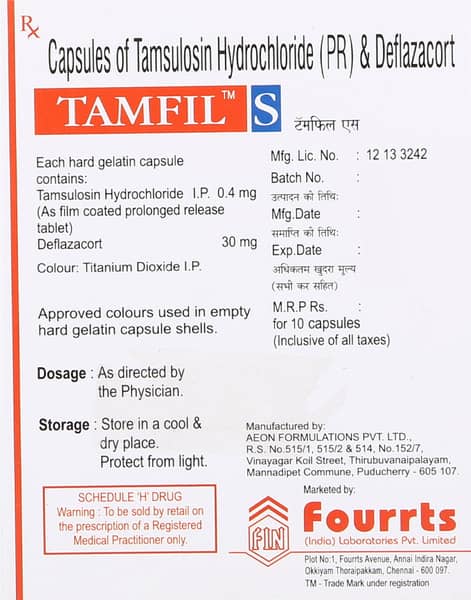 Rx
Capsules of Tamsulosin Hydrochloride (PR) & Deflazacort
TAMFIL™ S टॅमफिल एस
Each hard gelatin capsule
contains:
Tamsulosin Hydrochloride I.P. 0.4 mg
(As film coated prolonged release
tablet)
Deflazacort 30 mg
Colour: Titanium Dioxide I.P.
Approved colours used in empty
hard gelatin capsule shells.
Dosage : As directed by
the Physician.
Storage : Store in a cool &
dry place.
Protect from light.
SCHEDULE 'H' DRUG
Warning : To be sold by retail on
the prescription of a Registered
Medical Practitioner only.
Mfg. Lic. No. : 12 13 3242
Batch No. :
उत्पादन की तिथि:
Mfg.Date :
समाप्ति की तिथि:
Exp.Date :
अधिकतम खुदरा मूल्य
(सभी कर सहित)
M.R.P Rs. :
for 10 capsules
(Inclusive of all taxes)
Manufactured by:
AEON FORMULATIONS PVT. LTD.,
R.S. No.515/1, 515/2 & 514, No.152/7,
Vinayagar Koil Street, Thirubuvanaipalayam,
Mannadipet Commune, Puducherry - 605 107.
Marketed by:
FIN
Fourrts
(India) Laboratories Pvt. Limited
Plot No:1, Fourrts Avenue, Annai Indira Nagar,
Okkiyam Thoraipakkam, Chennai - 600 097.
TM - Trade Mark under registration